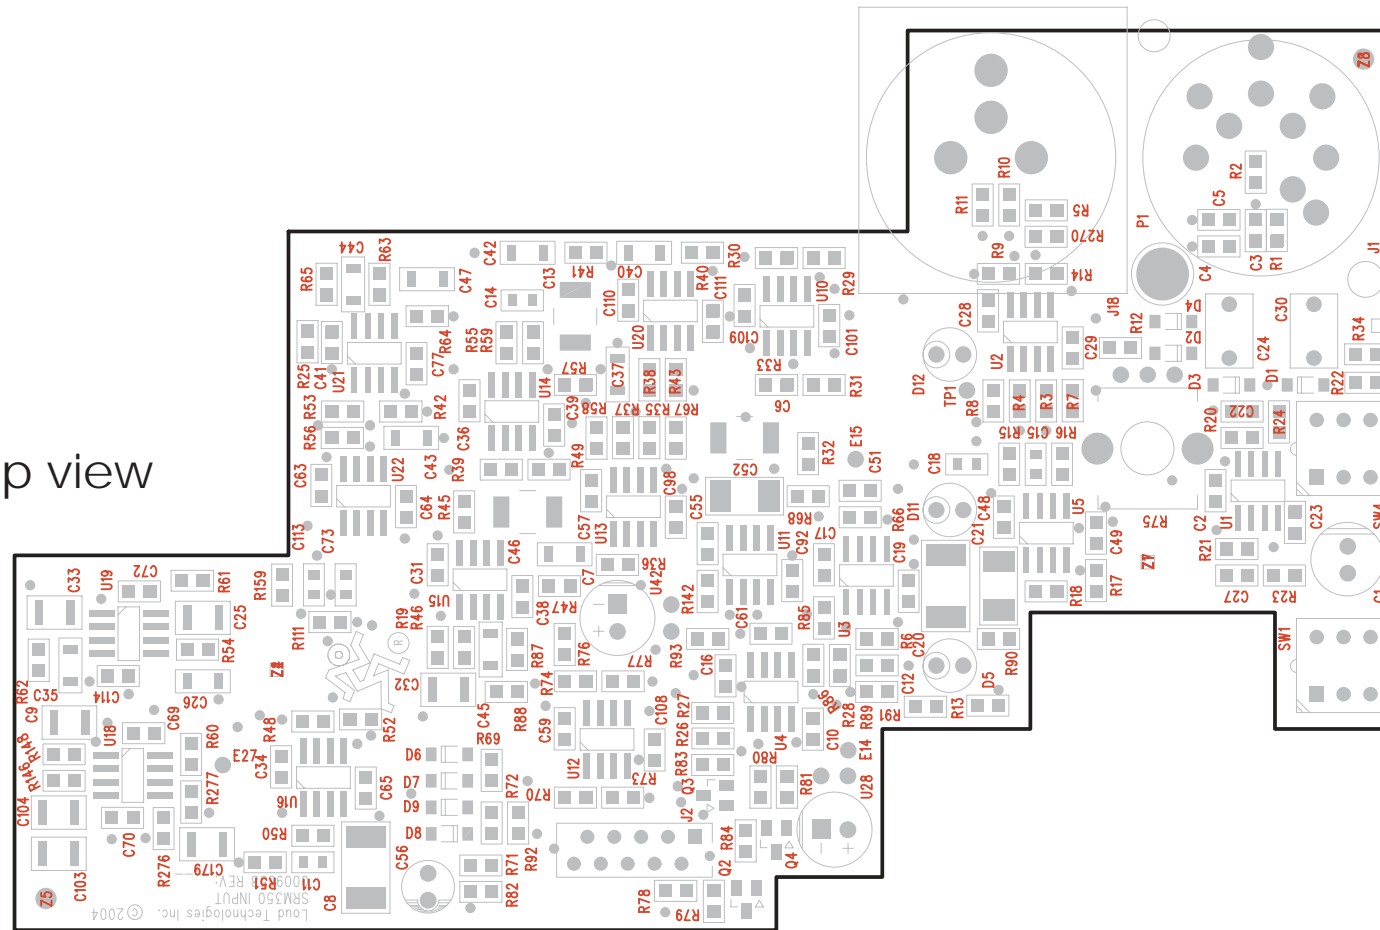 Z8
R10
R11
R2
R5
C5
P1
R270
R9
R14
C4
C3
R1
J1
C44
R63
C42
R65
C47
C13
R41
C40
R40
R30
C14
C110
C111
U10
R29
C28
J18
D4
C30
R12
D2
C24
R34
R55
R59
R64
U20
C109
C101
U2
C29
R25
C41
U21
C77
R57
U14
C37
R38
R43
R33
R31
C6
D12
TP1
R8
R4
R3
R7
D3
D1
R22
R53
R42
C36
C39
R58
R37
R35
R67
R20
C22
R24
R56
R15
C15
R16
C63
U22
C43
R39
R49
C98
C52
R32
E15
C51
C18
C64
R45
C57
U13
C55
R68
R66
D11
C48
U5
C49
R75
C2
U1
C23
SW4
C113
C73
C46
U11
C92
C17
C19
C21
Z7
R21
C33
U19
C72
R61
R159
C31
U15
C7
R36
U42
R142
C61
R85
U3
R18
R17
C27
R23
C25
R111
R19
R46
C38
R47
R54
R87
R76
R77
R93
C16
R6
C20
R90
SW1
R62
C35
C114
C26
C32
R74
C12
D5
C9
C69
C45
R88
C59
C108
R27
R86
R28
R89
R91
R13
R148
U18
R60
R48
R52
R69
R26
U4
C10
E14
R146
E27
C34
D6
U12
R83
R80
D7
R72
R73
Q3
R81
U28
C104
R277
U16
C65
D6
R70
J2
C70
R50
D8
R84
R276
C179
C56
R71
R92
Q2
Q4
C103
R51
C11
R82
R78
Z5
C8
R79
p view
SRM350 INPUT
Loud Technologies Inc. © 2004
R